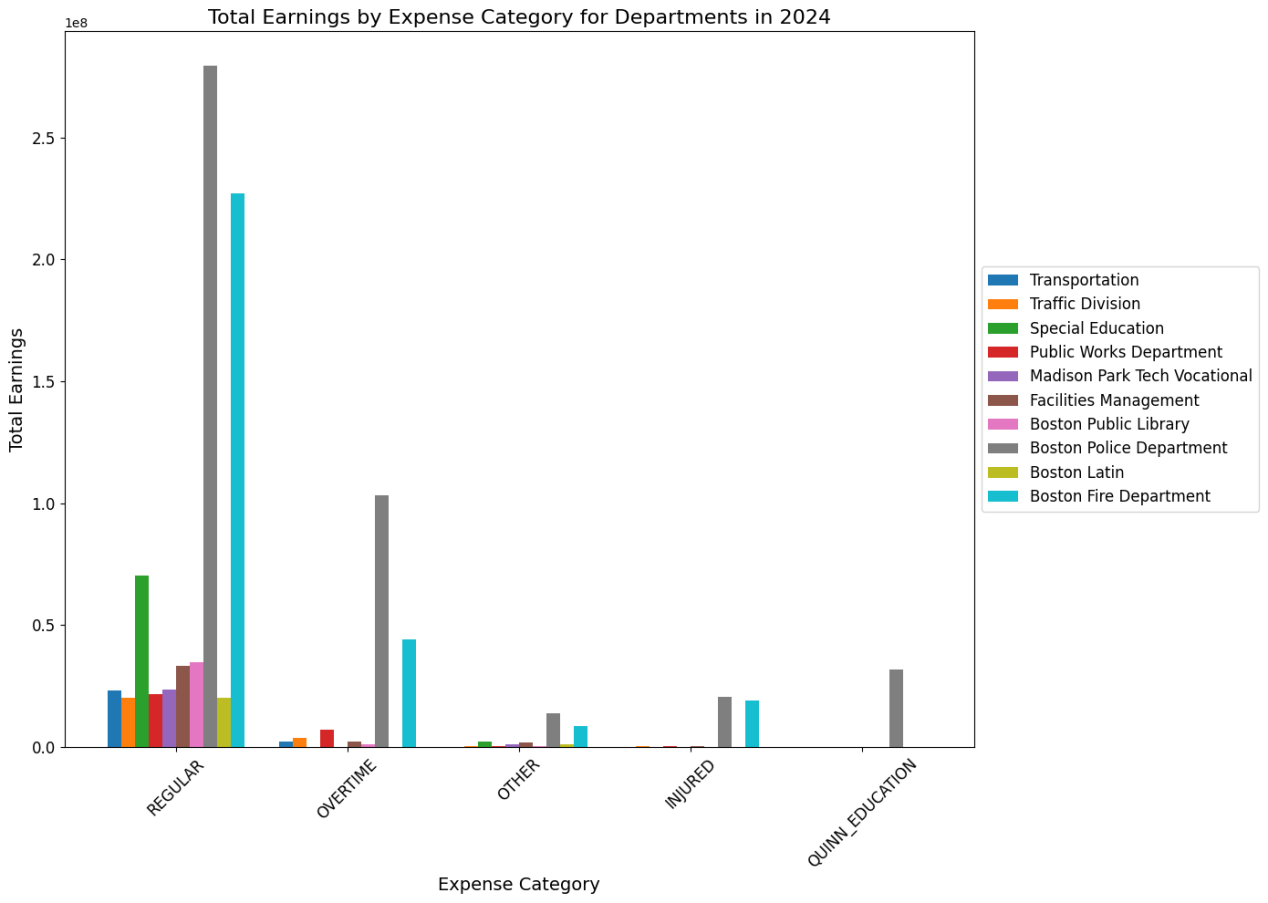 Total Earnings by Expense Category for Departments in 2024
1e8
2.5
2.0
1.5
1.0
0.5
0.0
Total Earnings
REGULAR
OVERTIME
OTHER
INJURED
QUINN_EDUCATION
Expense Category
Transportation
Traffic Division
Special Education
Public Works Department
Madison Park Tech Vocational
Facilities Management
Boston Public Library
Boston Police Department
Boston Latin
Boston Fire Department